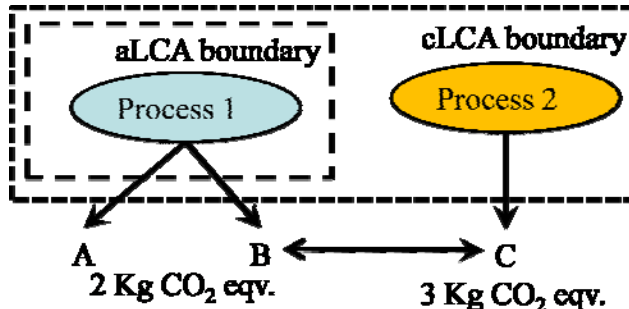 aLCA boundary
cLCA boundary
Process 1
Process 2
A
B
C
2 Kg CO₂ eqv.
3 Kg CO₂ eqv.